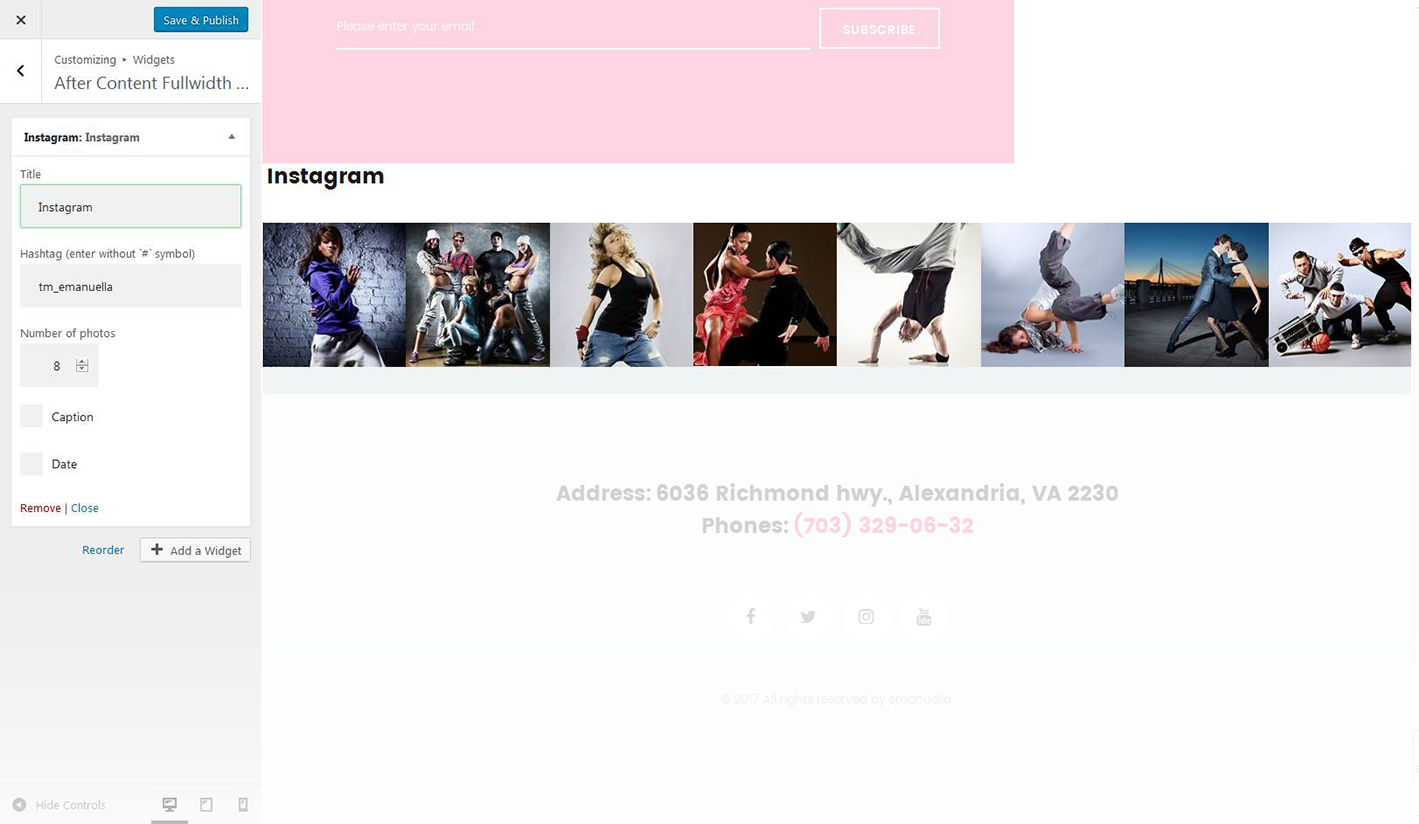 Save & Publish
Customizing ▸ Widgets
After Content Fullwidth ...
Instagram: Instagram
Title
Instagram
Hashtag (enter without `#` symbol)
tm_emanuella
Number of photos
8
Caption
Date
Remove | Close
Reorder
Add a Widget
Hide Controls
Please enter your email
SUBSCRIBE
Instagram
Address: 6036 Richmond hwy., Alexandria, VA 2230
Phones: (703) 329-06-32
You
Tube
© 2017 All rights reserved by emanuella.